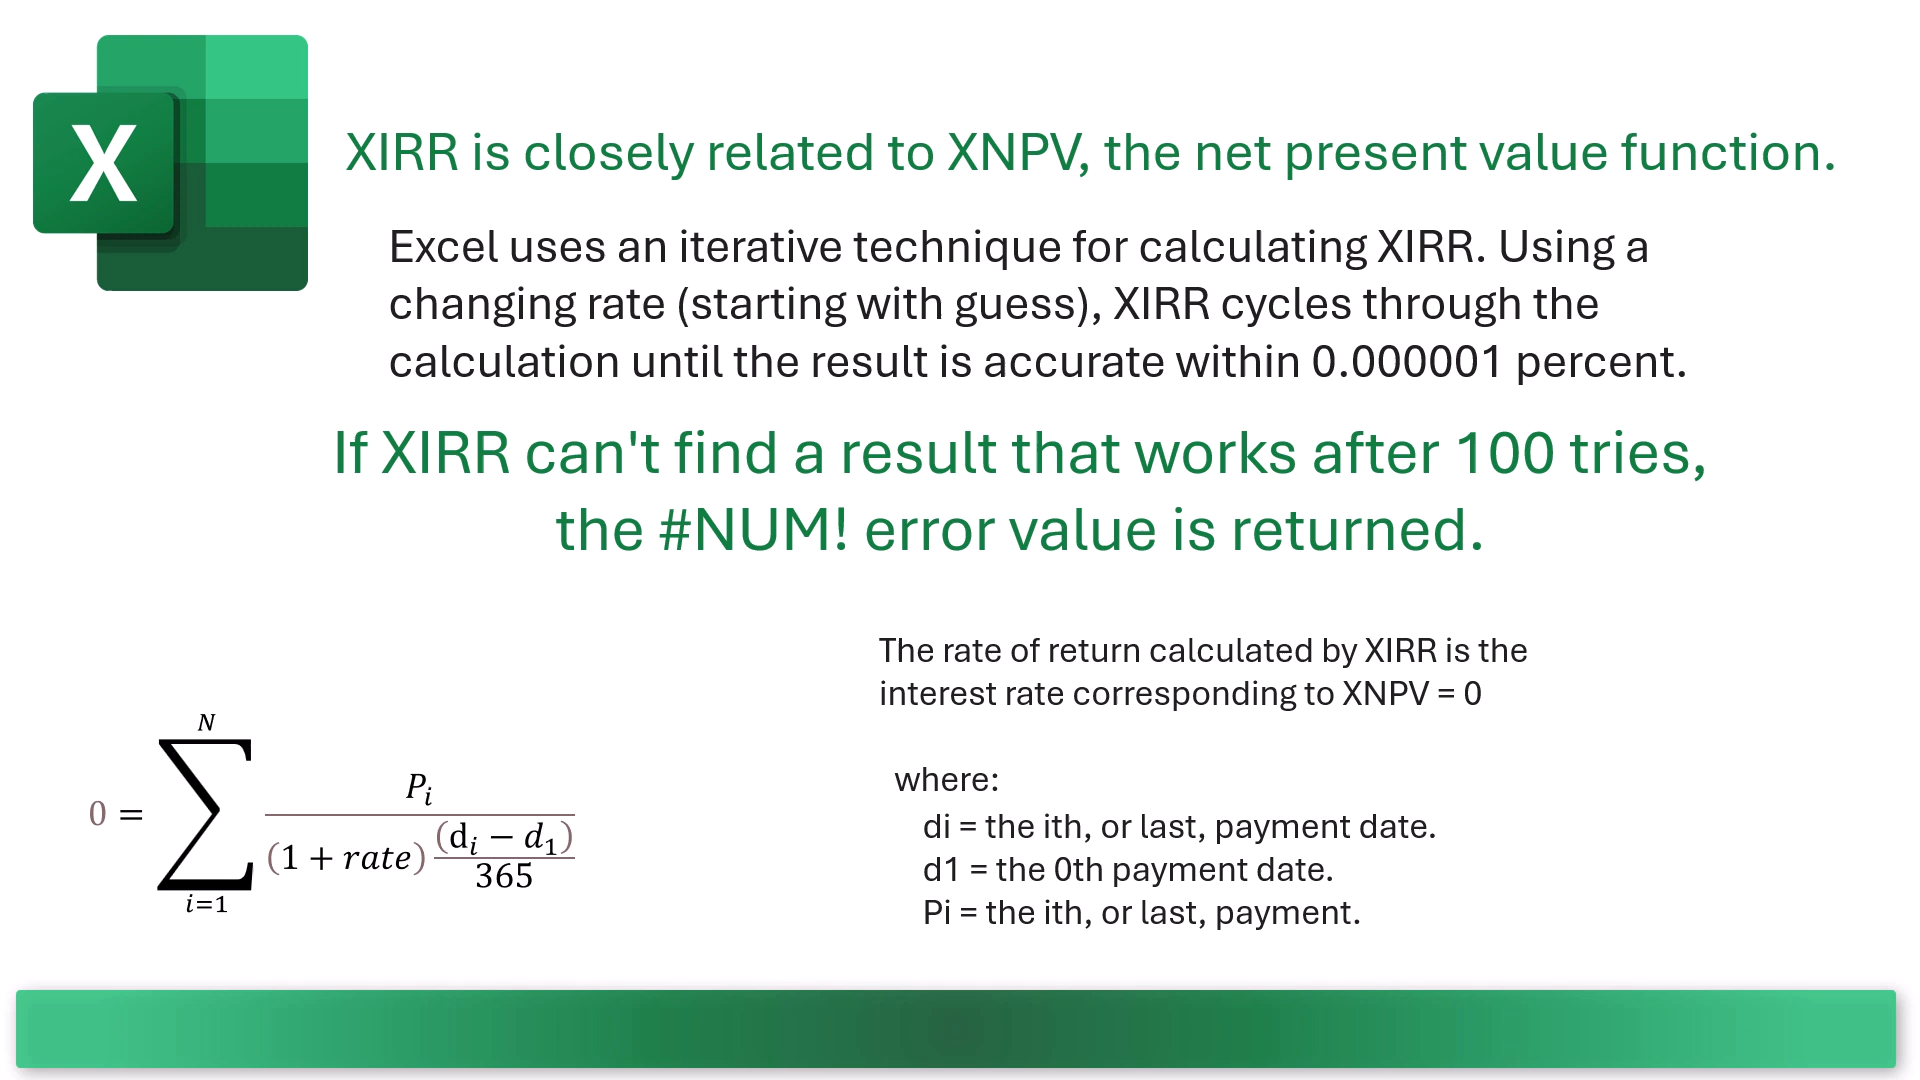 X
XIRR is closely related to XNPV, the net present value function.
Excel uses an iterative technique for calculating XIRR. Using a
changing rate (starting with guess), XIRR cycles through the
calculation until the result is accurate within 0.000001 percent.
If XIRR can't find a result that works after 100 tries,
the #NUM! error value is returned.
The rate of return calculated by XIRR is the
interest rate corresponding to XNPV = 0
N
0 = ∑ Pᵢ
(1 + rate) (dᵢ − d₁)
365
i=1
where:
di = the ith, or last, payment date.
d1 = the 0th payment date.
Pi = the ith, or last, payment.